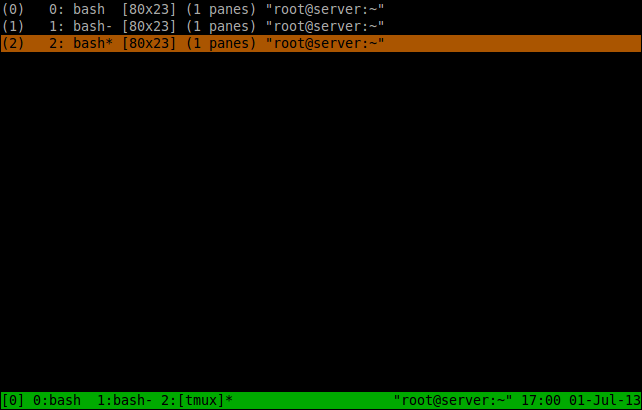 (0)   0: bash  [80x23] (1 panes) "root@server:~"
(1)   1: bash- [80x23] (1 panes) "root@server:~"
(2)   2: bash* [80x23] (1 panes) "root@server:~"
[0] 0:bash  1:bash- 2:[tmux]*                    "root@server:~" 17:00 01-Jul-13